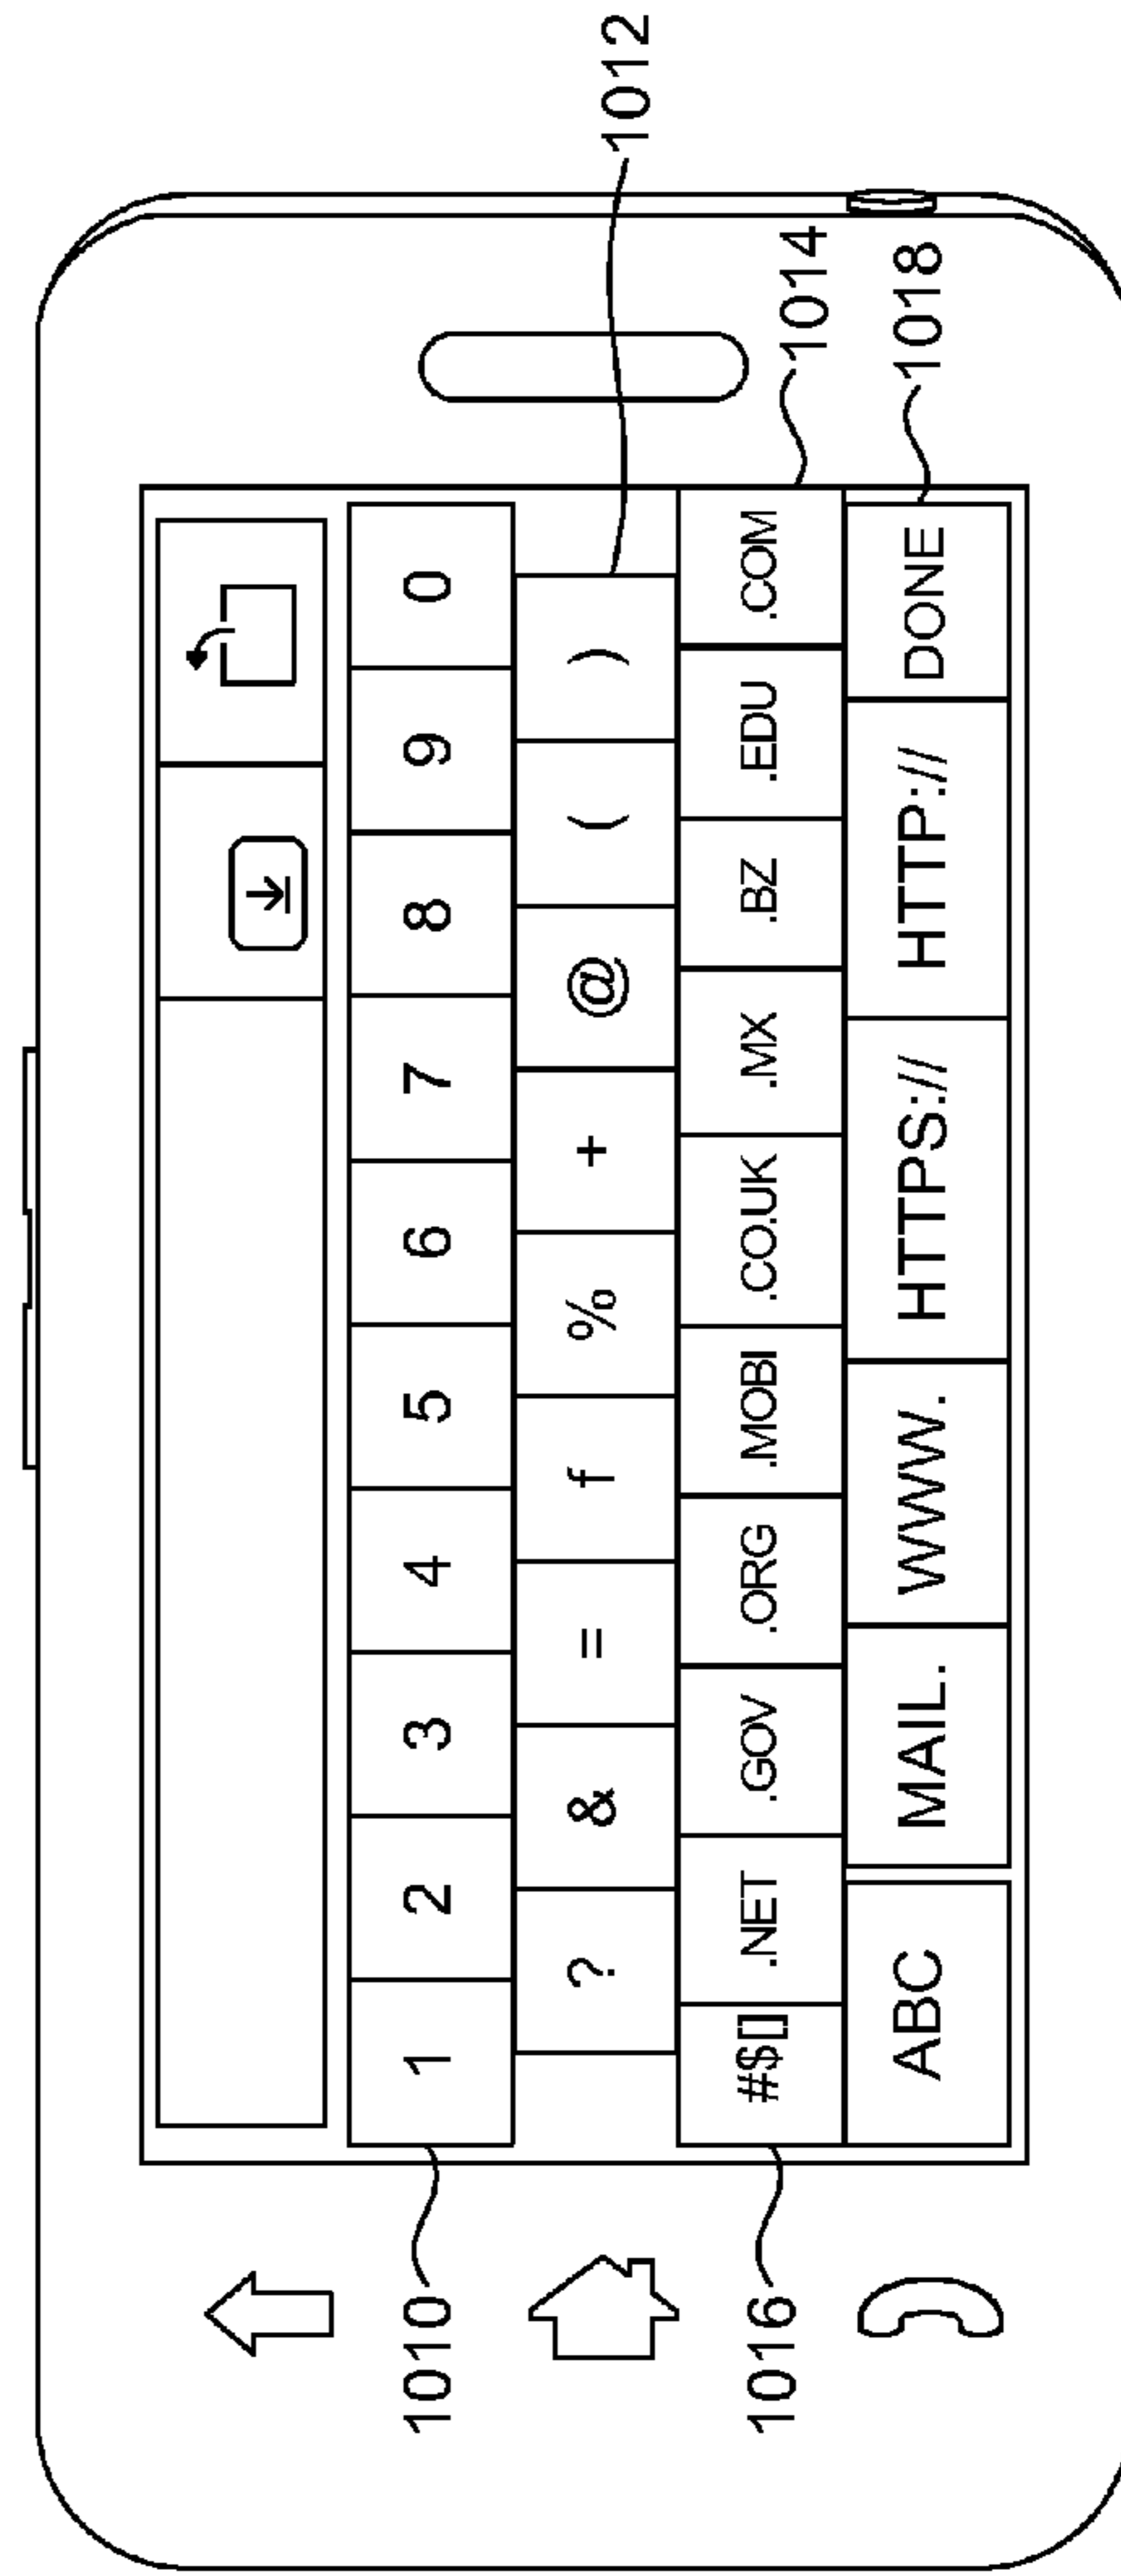 1012
1 2 3 4 5 6 7 8 9 0
1010
? & = f % + @ ( )
#$[] .NET .GOV .ORG .MOBI .CO.UK .MX .BZ .EDU .COM
1016
1014
ABC MAIL. WWW. HTTPS:// HTTP:// DONE
1018